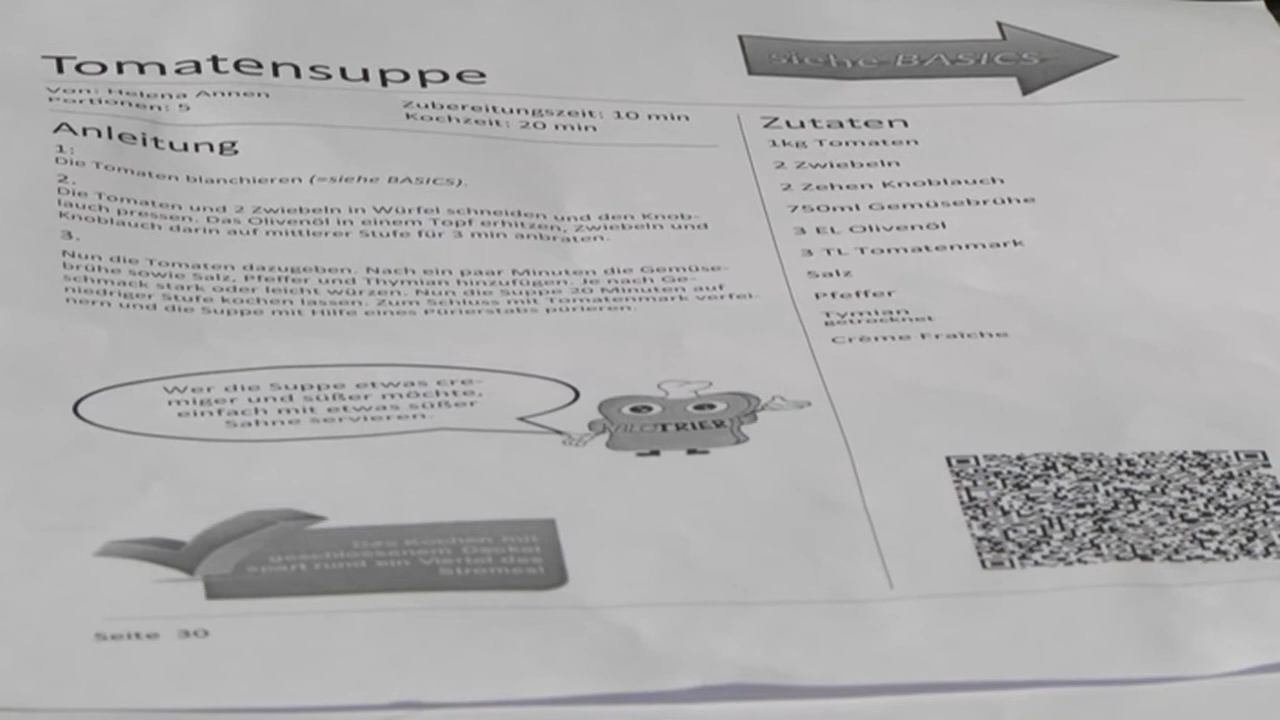 Tomatensuppe
siehe BASICS
Von: Helena Annen
Portionen: 5
Zubereitungszeit: 10 min
Kochzeit: 20 min
Anleitung
1:
Die Tomaten blanchieren (=siehe BASICS).
2.
Die Tomaten und 2 Zwiebeln in Würfel schneiden und den Knob-
lauch pressen. Das Olivenöl in einem Topf erhitzen, Zwiebeln und
Knoblauch darin auf mittlerer Stufe für 3 min anbraten.
3.
Nun die Tomaten dazugeben. Nach ein paar Minuten die Gemüse-
brühe sowie Salz, Pfeffer und Thymian hinzufügen. Je nach Ge-
schmack stark oder leicht würzen. Nun die Suppe 20 Minuten auf
niedriger Stufe kochen lassen. Zum Schluss mit Tomatenmark verfei-
nern und die Suppe mit Hilfe eines Pürierstabs pürieren.
Zutaten
1kg Tomaten
2 Zwiebeln
2 Zehen Knoblauch
750ml Gemüsebrühe
3 EL Olivenöl
3 TL Tomatenmark
Salz
Pfeffer
Tymian
getrocknet
Crème Fraîche
Wer die Suppe etwas cre-
miger und süßer möchte,
einfach mit etwas süßer
Sahne servieren.
TRIER
Das Kochen mit
geschlossenem Deckel
spart rund ein Viertel des
Stromes!
Seite 30